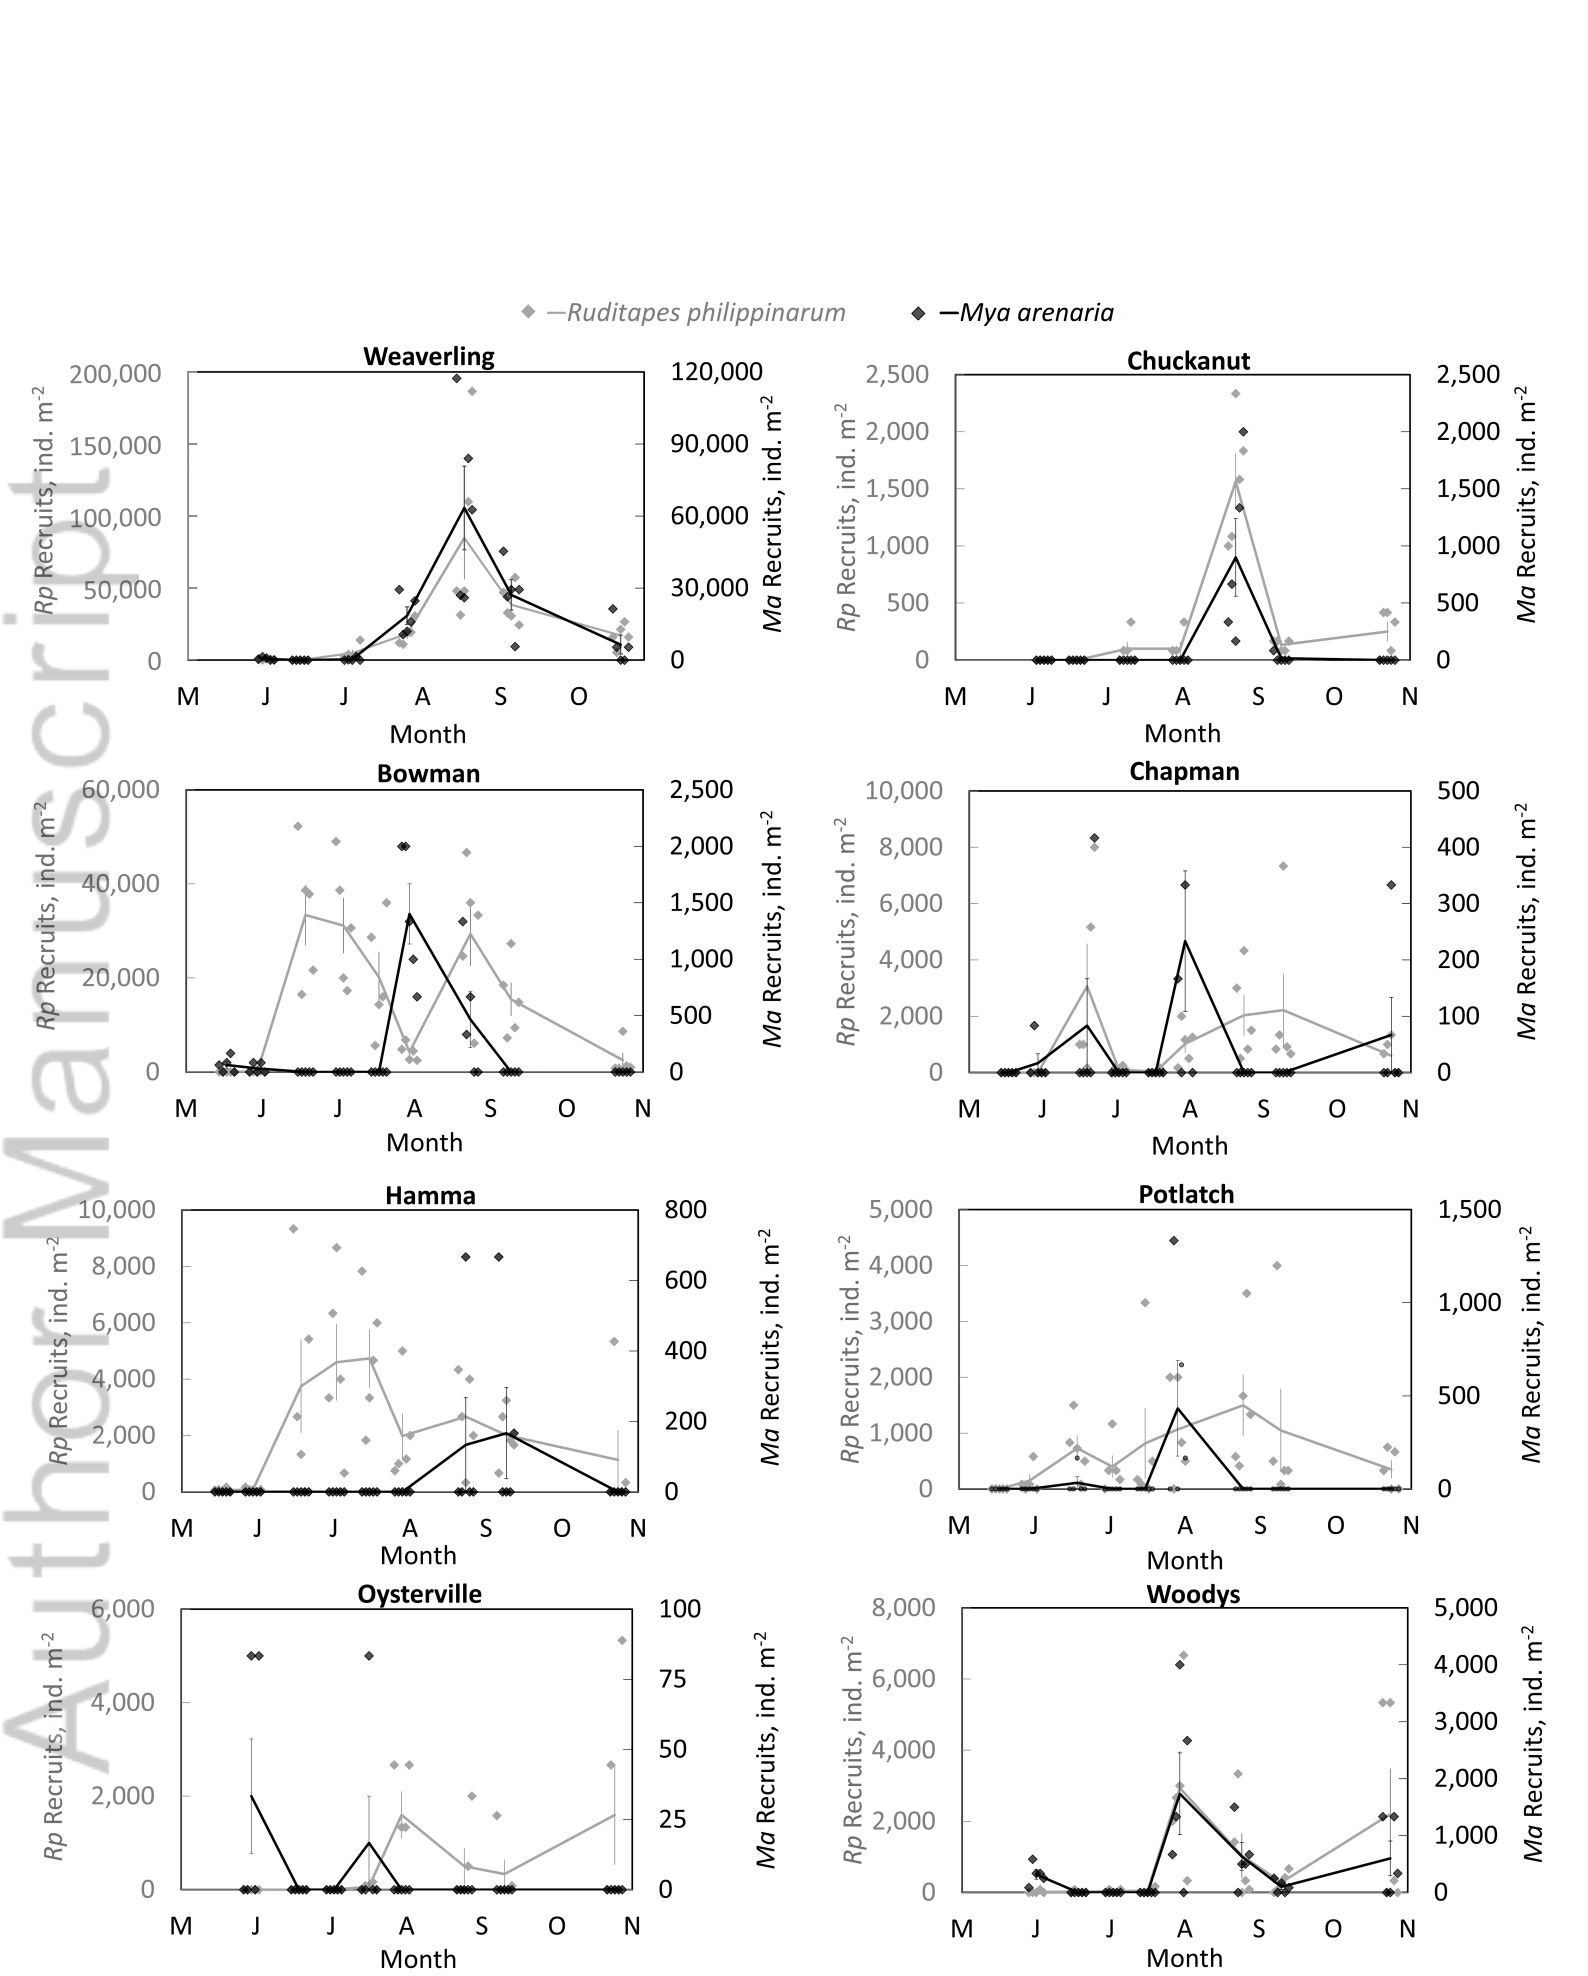 Author Manuscript
Ruditapes philippinarum
Mya arenaria
Weaverling
200,000
150,000
100,000
50,000
0
Rp Recruits, ind. m-2
120,000
90,000
60,000
30,000
0
Ma Recruits, ind. m-2
M J J A S O
Month
Chuckanut
2,500
2,000
1,500
1,000
500
0
Rp Recruits, ind. m-2
2,500
2,000
1,500
1,000
500
0
Ma Recruits, ind. m-2
M J J A S O N
Month
Bowman
60,000
40,000
20,000
0
Rp Recruits, ind. m-2
2,500
2,000
1,500
1,000
500
0
Ma Recruits, ind. m-2
M J J A S O N
Month
Chapman
10,000
8,000
6,000
4,000
2,000
0
Rp Recruits, ind. m-2
500
400
300
200
100
0
Ma Recruits, ind. m-2
M J J A S O N
Month
Hamma
10,000
8,000
6,000
4,000
2,000
0
Rp Recruits, ind. m-2
800
600
400
200
0
Ma Recruits, ind. m-2
M J J A S O N
Month
Potlatch
5,000
4,000
3,000
2,000
1,000
0
Rp Recruits, ind. m-2
1,500
1,000
500
0
Ma Recruits, ind. m-2
M J J A S O N
Month
Oysterville
6,000
4,000
2,000
0
Rp Recruits, ind. m-2
100
75
50
25
0
Ma Recruits, ind. m-2
M J J A S O N
Month
Woodys
8,000
6,000
4,000
2,000
0
Rp Recruits, ind. m-2
5,000
4,000
3,000
2,000
1,000
0
Ma Recruits, ind. m-2
M J J A S O N
Month